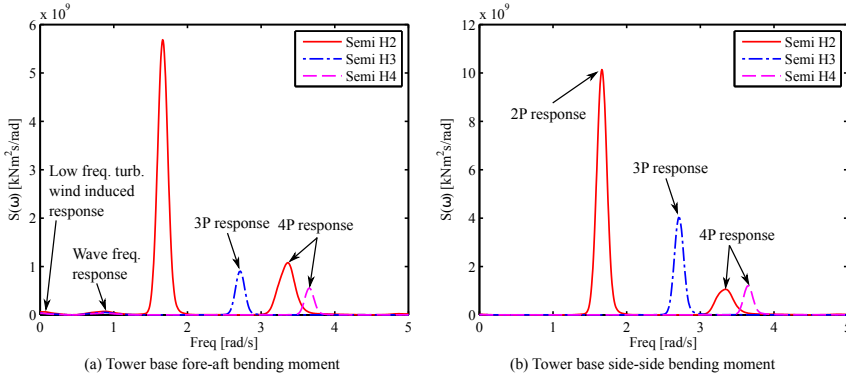 × 10⁹
6
5
4
3
2
1
0
S(ω) [kNm²s/rad]
Semi H2
Semi H3
Semi H4
Low freq. turb.
wind induced
response
Wave freq.
response
3P response
4P response
0 1 2 3 4 5
Freq [rad/s]
(a) Tower base fore-aft bending moment
× 10⁹
12
10
8
6
4
2
0
S(ω) [kNm²s/rad]
Semi H2
Semi H3
Semi H4
2P response
3P response
4P response
0 1 2 3 4 5
Freq [rad/s]
(b) Tower base side-side bending moment